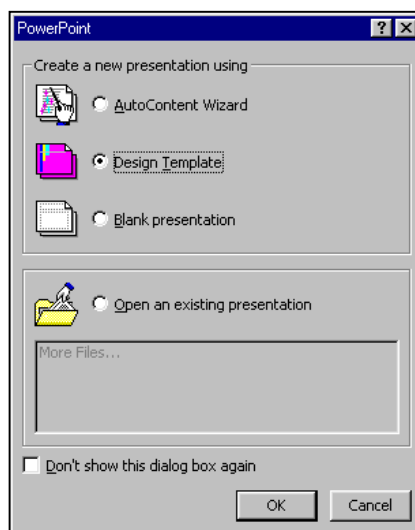 PowerPoint
Create a new presentation using
AutoContent Wizard
Design Template
Blank presentation
Open an existing presentation
More Files...
Don't show this dialog box again
OK Cancel